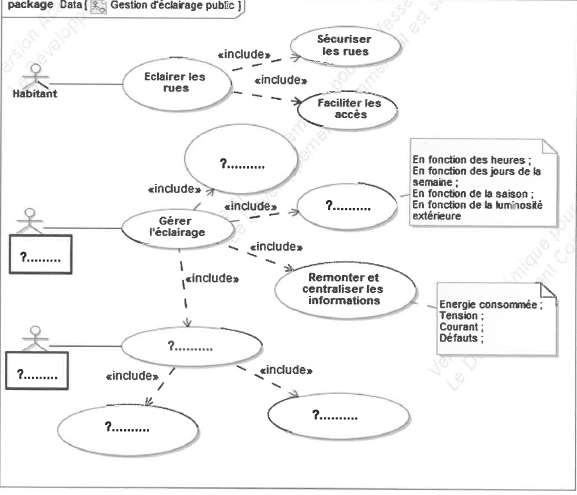 package Data [ Gestion d'éclairage public ]
Sécuriser
les rues
«include»
Eclairer les
rues
«include»
Habitant
Faciliter les
accès
?..........
En fonction des heures ;
En fonction des jours de la
semaine ;
En fonction de la saison ;
En fonction de la luminosité
extérieure
«include»
«include»
?..........
Gérer
l'éclairage
?.........
«include»
«include»
Remonter et
centraliser les
informations
Energie consommée ;
Tension ;
Courant ;
Défauts ;
?..........
?.........
«include»
«include»
?..........
?..........